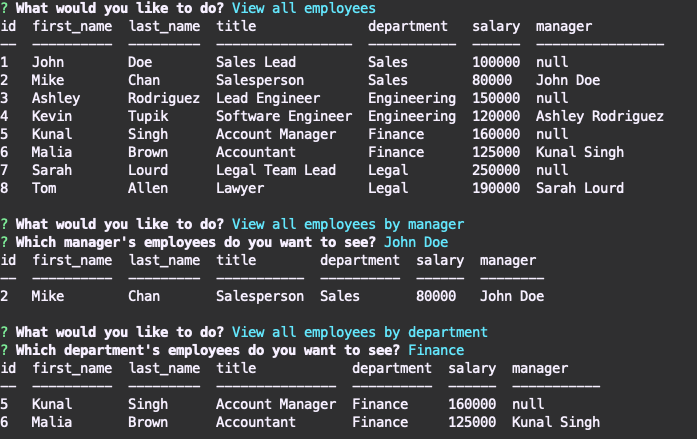 ? What would you like to do? View all employees
id  first_name  last_name  title              department   salary  manager
--  ----------  ---------  -----------------  -----------  ------  ----------------
1   John        Doe        Sales Lead         Sales        100000  null
2   Mike        Chan       Salesperson        Sales        80000   John Doe
3   Ashley      Rodriguez  Lead Engineer      Engineering  150000  null
4   Kevin       Tupik      Software Engineer  Engineering  120000  Ashley Rodriguez
5   Kunal       Singh      Account Manager    Finance      160000  null
6   Malia       Brown      Accountant         Finance      125000  Kunal Singh
7   Sarah       Lourd      Legal Team Lead    Legal        250000  null
8   Tom         Allen      Lawyer             Legal        190000  Sarah Lourd
? What would you like to do? View all employees by manager
? Which manager's employees do you want to see? John Doe
id  first_name  last_name  title        department  salary  manager
--  ----------  ---------  -----------  ----------  ------  --------
2   Mike        Chan       Salesperson  Sales       80000   John Doe
? What would you like to do? View all employees by department
? Which department's employees do you want to see? Finance
id  first_name  last_name  title            department  salary  manager
--  ----------  ---------  ---------------  ----------  ------  -----------
5   Kunal       Singh      Account Manager  Finance     160000  null
6   Malia       Brown      Accountant       Finance     125000  Kunal Singh